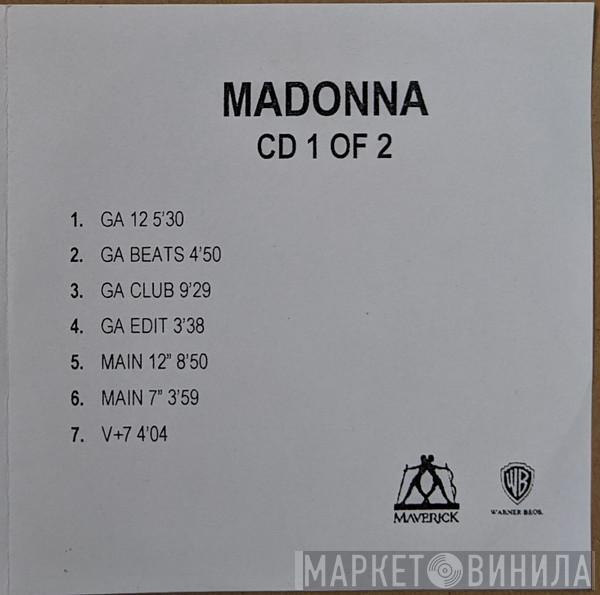 MADONNA
CD 1 OF 2
1. GA 12 5'30
2. GA BEATS 4'50
3. GA CLUB 9'29
4. GA EDIT 3'38
5. MAIN 12" 8'50
6. MAIN 7" 3'59
7. V+7 4'04
MAVERICK
WB
WARNER BROS.
МАРКЕТ ВИНИЛА